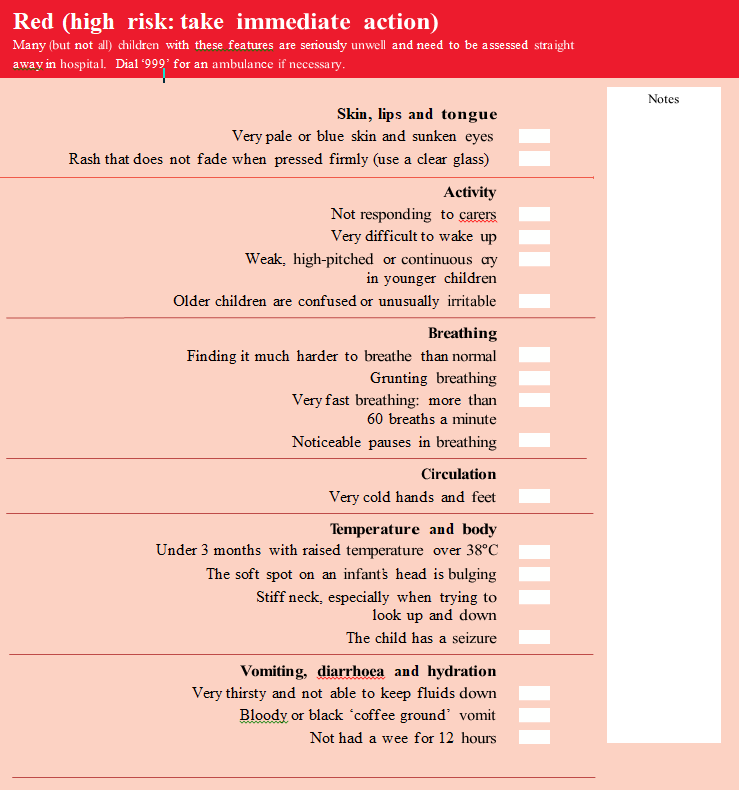 Red (high risk: take immediate action)
Many (but not all) children with these features are seriously unwell and need to be assessed straight
away in hospital. Dial ‘999’ for an ambulance if necessary.
Notes
Skin, lips and tongue
Very pale or blue skin and sunken eyes
Rash that does not fade when pressed firmly (use a clear glass)
Activity
Not responding to carers
Very difficult to wake up
Weak, high-pitched or continuous cry
in younger children
Older children are confused or unusually irritable
Breathing
Finding it much harder to breathe than normal
Grunting breathing
Very fast breathing: more than
60 breaths a minute
Noticeable pauses in breathing
Circulation
Very cold hands and feet
Temperature and body
Under 3 months with raised temperature over 38°C
The soft spot on an infant’s head is bulging
Stiff neck, especially when trying to
look up and down
The child has a seizure
Vomiting, diarrhoea and hydration
Very thirsty and not able to keep fluids down
Bloody or black ‘coffee ground’ vomit
Not had a wee for 12 hours